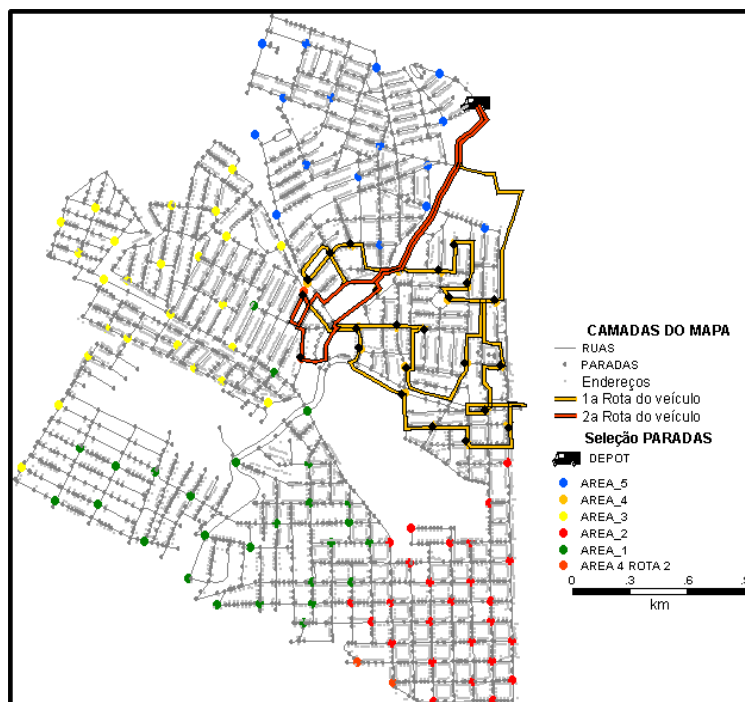 CAMADAS DO MAPA
RUAS
PARADAS
Endereços
1a Rota do veículo
2a Rota do veículo
Seleção PARADAS
DEPOT
AREA_5
AREA_4
AREA_3
AREA_2
AREA_1
AREA 4 ROTA 2
0 .3 .6 .9
km